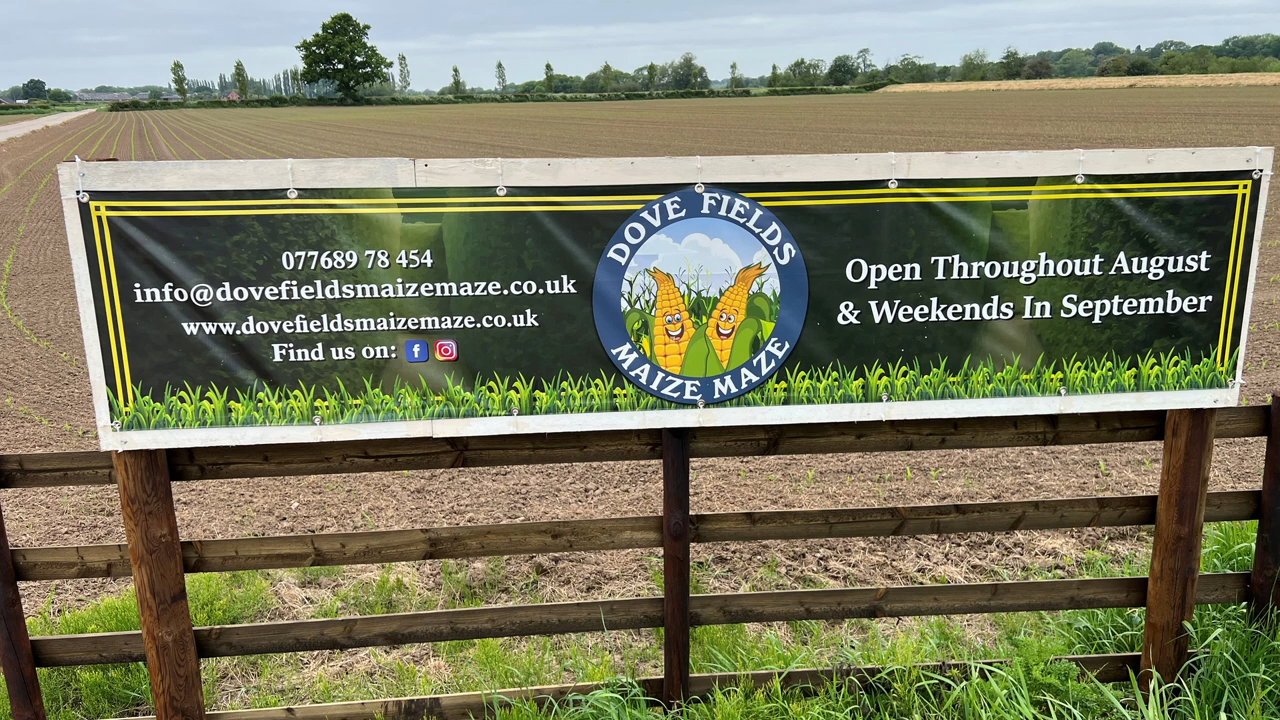 077689 78 454
info@dovefieldsmaizemaze.co.uk
www.dovefieldsmaizemaze.co.uk
Find us on:
DOVE FIELDS
MAIZE MAZE
Open Throughout August
& Weekends In September